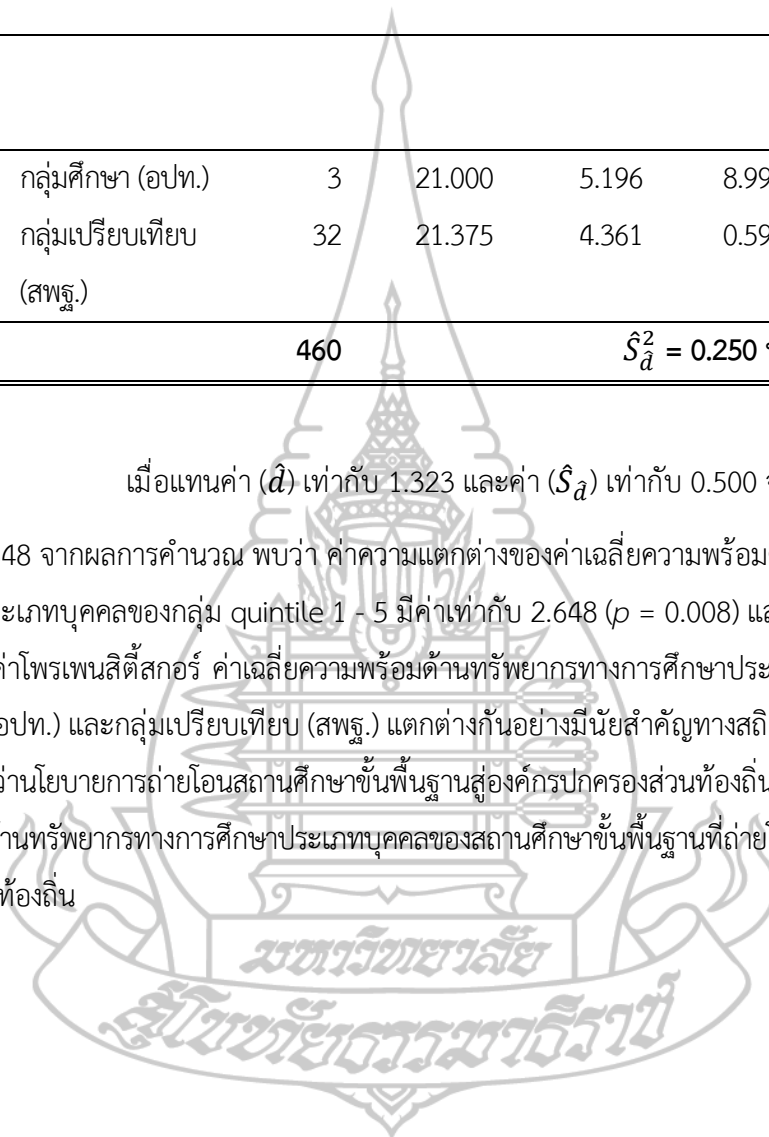 กลุ่มศึกษา (อปท.) 3 21.000 5.196 8.99
กลุ่มเปรียบเทียบ 32 21.375 4.361 0.59
(สพฐ.)
460 Ŝ²_d̂ = 0.250
เมื่อแทนค่า (d̂) เท่ากับ 1.323 และค่า (Ŝ_d̂) เท่ากับ 0.500
48 จากผลการคำนวณ พบว่า ค่าความแตกต่างของค่าเฉลี่ยความพร้อม
ะเภทบุคคลของกลุ่ม quintile 1 - 5 มีค่าเท่ากับ 2.648 (p = 0.008) แล
ค่าโพรเพนสิตี้สกอร์ ค่าเฉลี่ยความพร้อมด้านทรัพยากรทางการศึกษาประ
อปท.) และกลุ่มเปรียบเทียบ (สพฐ.) แตกต่างกันอย่างมีนัยสำคัญทางสถิ
ว่านโยบายการถ่ายโอนสถานศึกษาขั้นพื้นฐานสู่องค์กรปกครองส่วนท้องถิ่น
านทรัพยากรทางการศึกษาประเภทบุคคลของสถานศึกษาขั้นพื้นฐานที่ถ่ายโ
ท้องถิ่น
มหาวิทยาลัย
สุโขทัยธรรมาธิราช